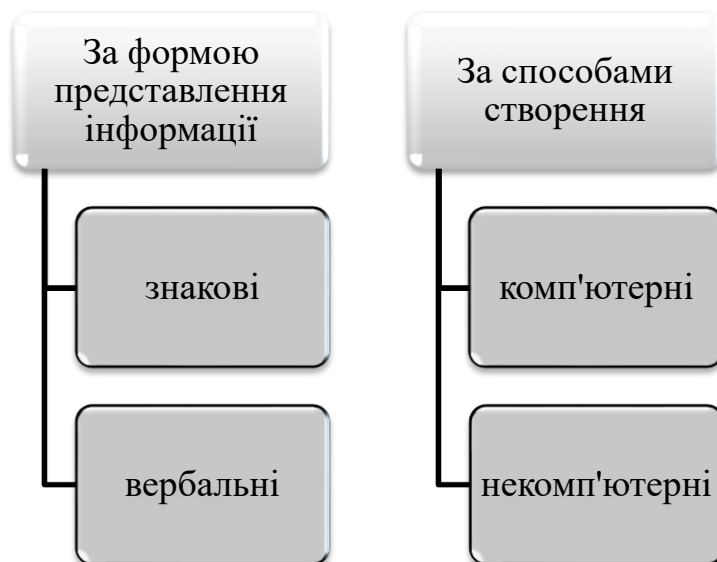 За формою
представлення
інформації
знакові
вербальні
За способами
створення
комп'ютерні
некомп'ютерні